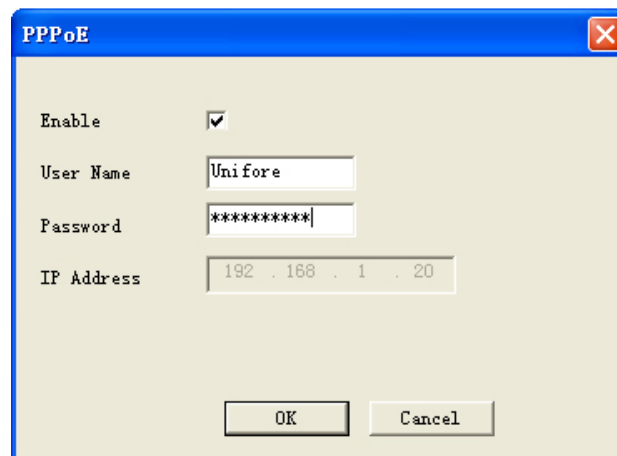 PPPoE
Enable
User Name Unifore
Password **********
IP Address 192 . 168 . 1 . 20
OK Cancel